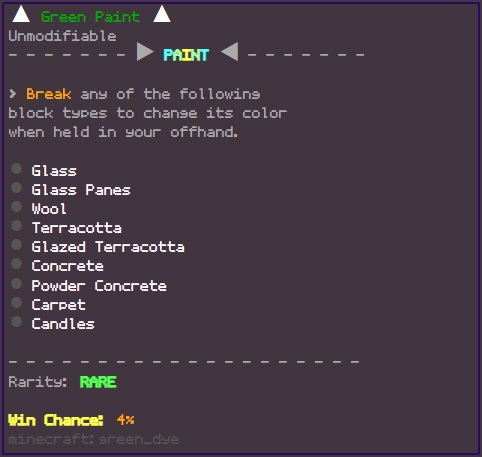 ▲ Green Paint ▲
Unmodifiable
- - - - - - - ▶ PAINT ◀ - - - - - - -
> Break any of the following
block types to change its color
when held in your offhand.
● Glass
● Glass Panes
● Wool
● Terracotta
● Glazed Terracotta
● Concrete
● Powder Concrete
● Carpet
● Candles
- - - - - - - - - - - - - - - - - - - - -
Rarity: RARE
Win Chance: 4%
minecraft:green_dye